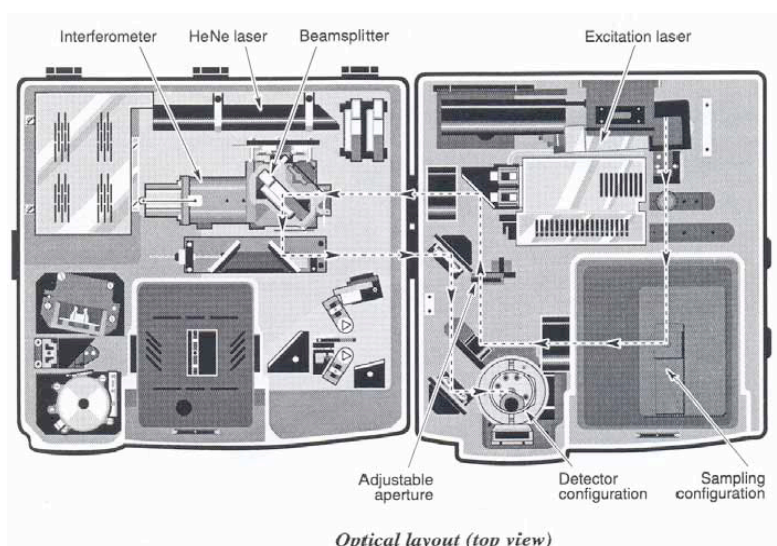 Interferometer
HeNe laser
Beamsplitter
Excitation laser
Adjustable
aperture
Detector
configuration
Sampling
configuration
Optical layout (top view)